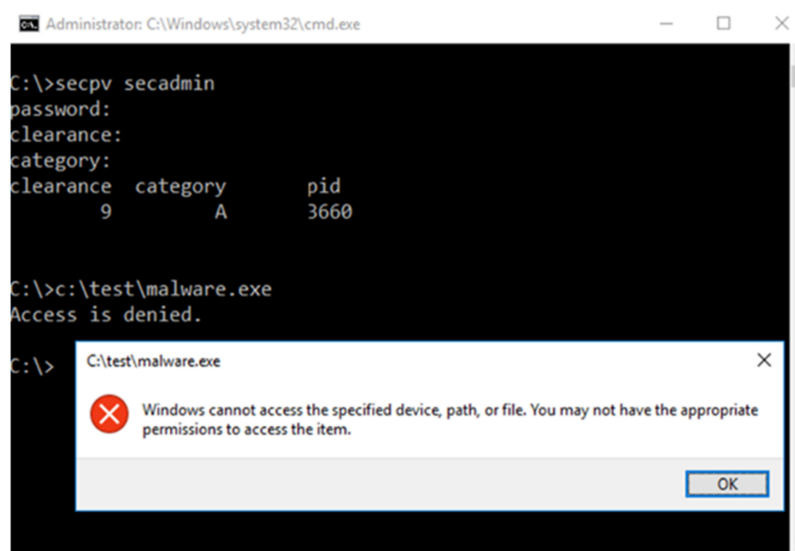 Administrator: C:\Windows\system32\cmd.exe
C:\>secpv secadmin
password:
clearance:
category:
clearance category pid
9 A 3660
C:\>c:\test\malware.exe
Access is denied.
C:\>
C:\test\malware.exe
Windows cannot access the specified device, path, or file. You may not have the appropriate
permissions to access the item.
OK